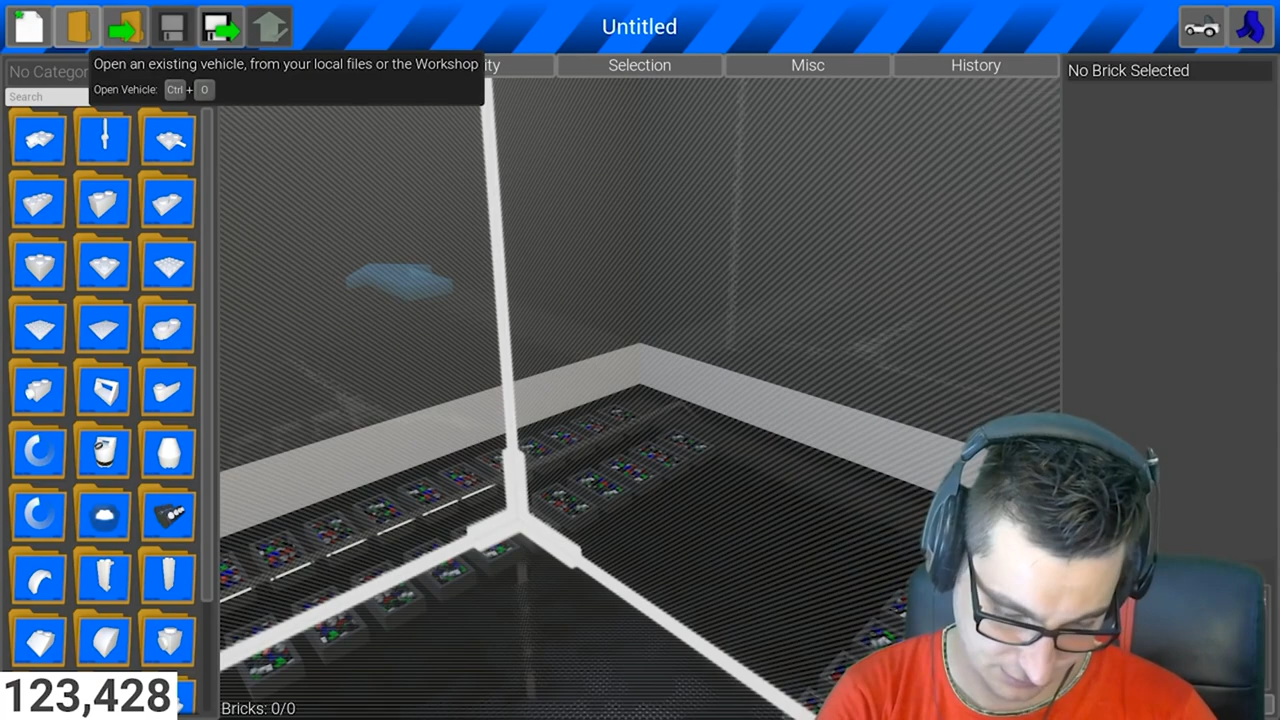 Untitled
Open an existing vehicle, from your local files or the Workshop
Open Vehicle: Ctrl + O
No Categor
Search
ity
Selection
Misc
History
No Brick Selected
Bricks: 0/0
123,428